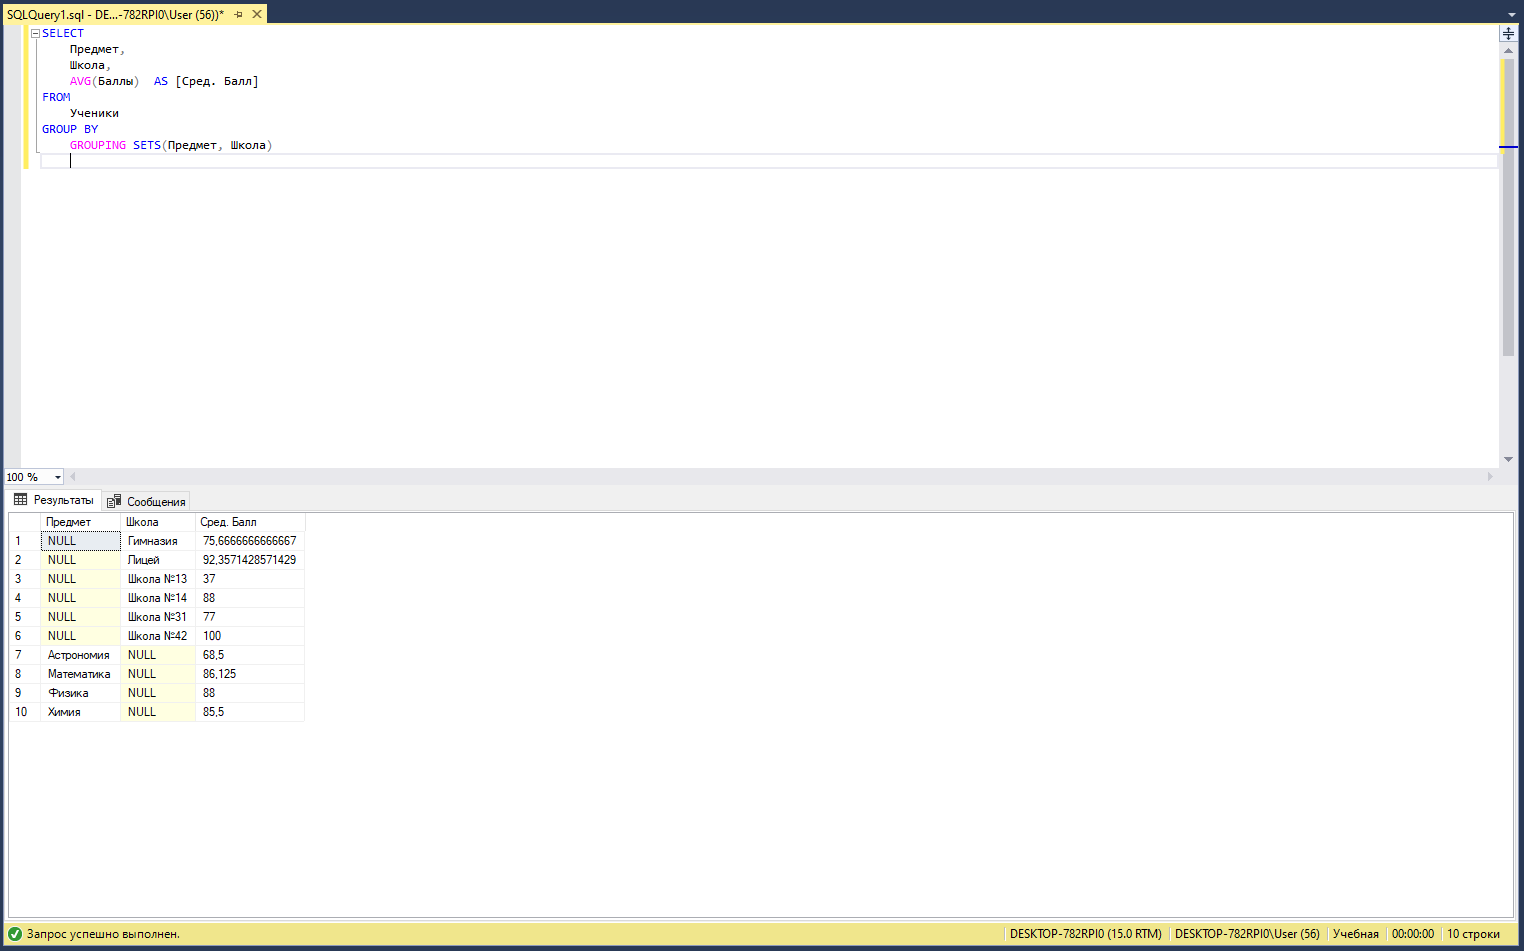 SQLQuery1.sql - DE...-782RPI0\User (56))*
SELECT
Предмет,
Школа,
AVG(Баллы)  AS [Сред. Балл]
FROM
Ученики
GROUP BY
GROUPING SETS(Предмет, Школа)
100 %
Результаты Сообщения
Предмет Школа Сред. Балл
1 NULL Гимназия 75,6666666666667
2 NULL Лицей 92,3571428571429
3 NULL Школа №13 37
4 NULL Школа №14 88
5 NULL Школа №31 77
6 NULL Школа №42 100
7 Астрономия NULL 68,5
8 Математика NULL 86,125
9 Физика NULL 88
10 Химия NULL 85,5
Запрос успешно выполнен. DESKTOP-782RPI0 (15.0 RTM) DESKTOP-782RPI0\User (56) Учебная 00:00:00 10 строки